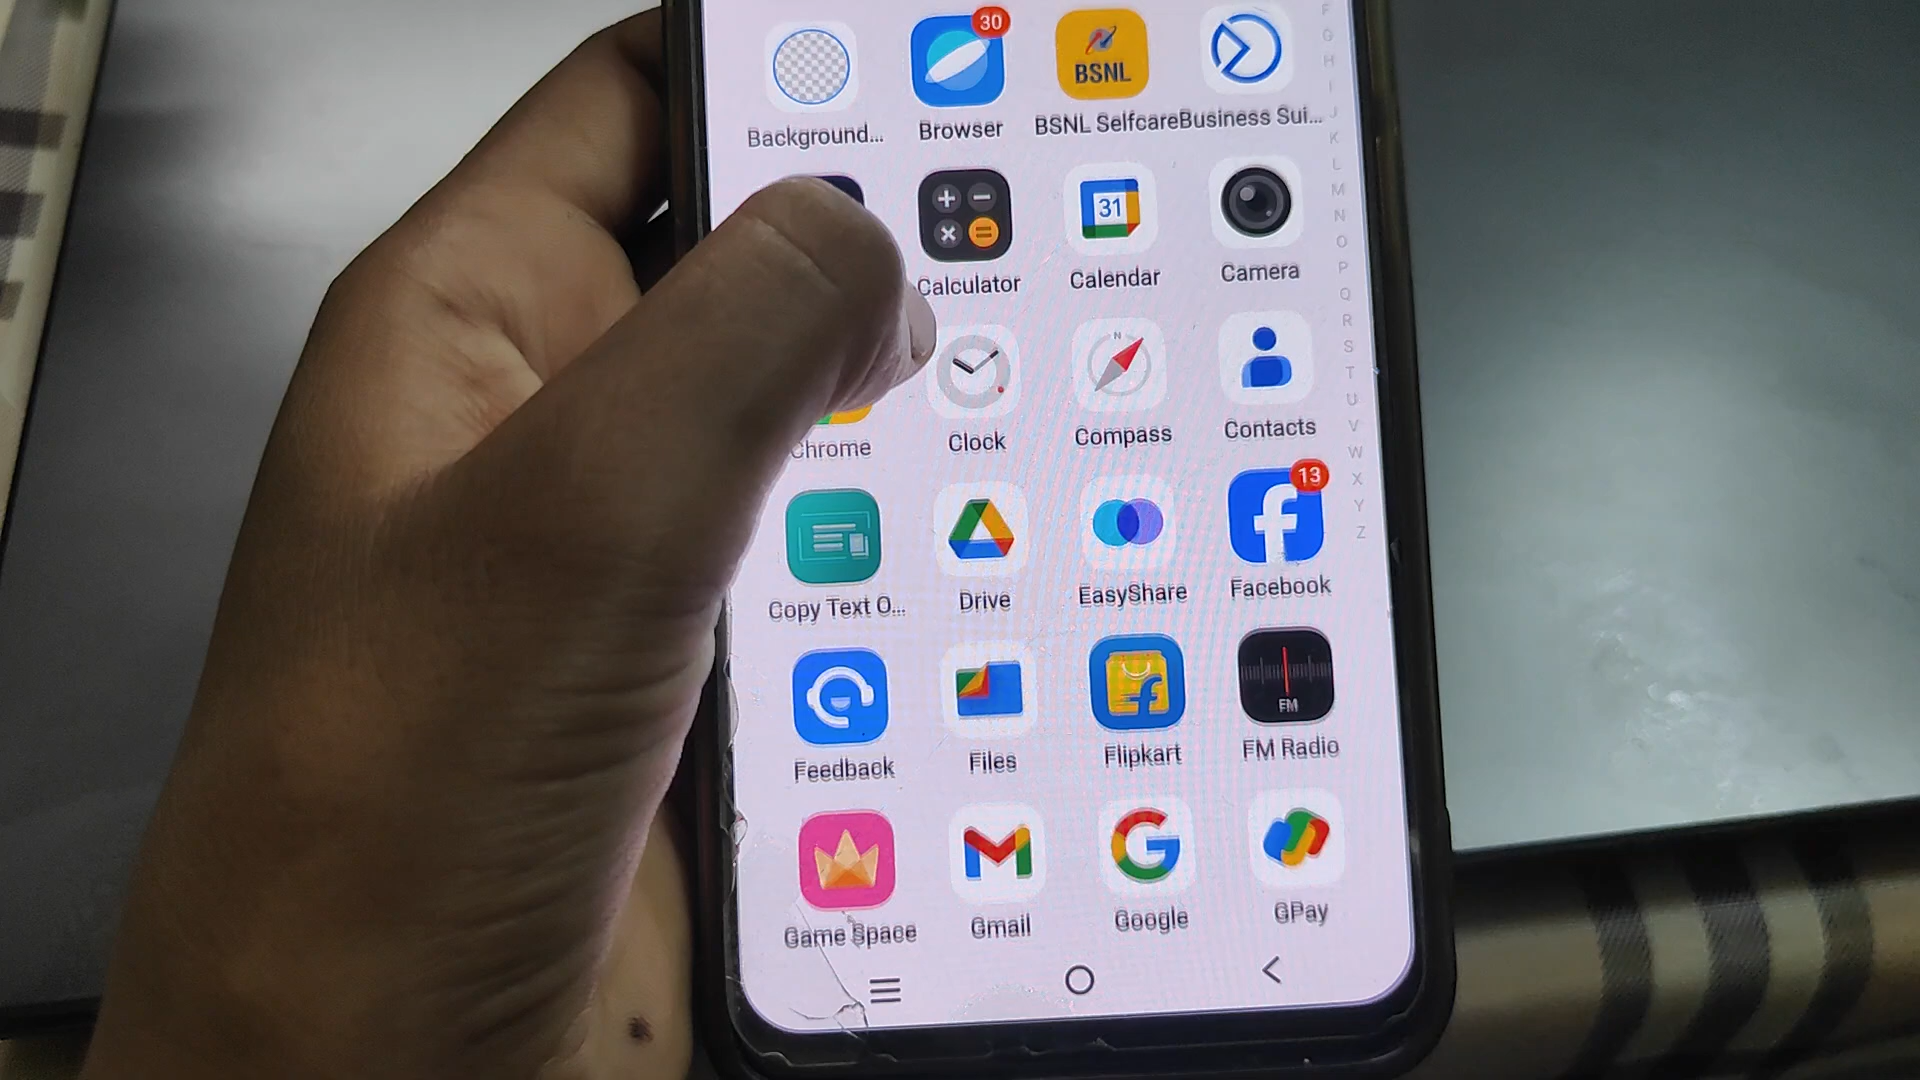 30
BSNL
Background... Browser BSNL Selfcare Business Sui...
31
Calculator Calendar Camera
N
Chrome Clock Compass Contacts
13
Copy Text O... Drive EasyShare Facebook
FM
Feedback Files Flipkart FM Radio
Game Space Gmail Google GPay
F
G
H
I
J
K
L
M
N
O
P
Q
R
S
T
U
V
W
X
Y
Z